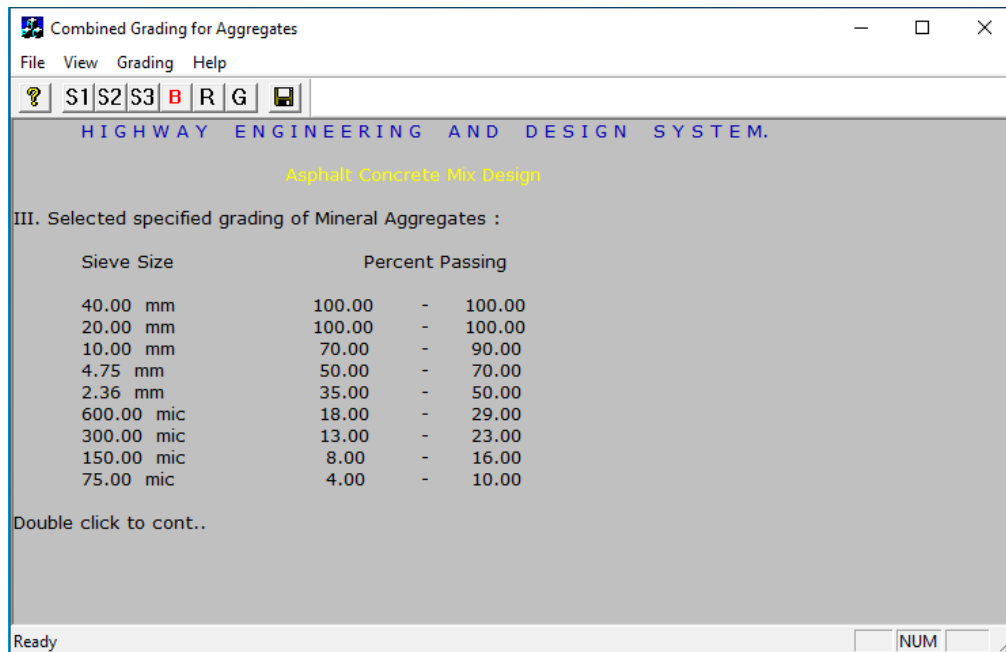 Combined Grading for Aggregates
File View Grading Help
? S1 S2 S3 B R G
HIGHWAY ENGINEERING AND DESIGN SYSTEM.
Asphalt Concrete Mix Design
III. Selected specified grading of Mineral Aggregates :
Sieve Size Percent Passing
40.00 mm 100.00 - 100.00
20.00 mm 100.00 - 100.00
10.00 mm 70.00 - 90.00
4.75 mm 50.00 - 70.00
2.36 mm 35.00 - 50.00
600.00 mic 18.00 - 29.00
300.00 mic 13.00 - 23.00
150.00 mic 8.00 - 16.00
75.00 mic 4.00 - 10.00
Double click to cont..
Ready NUM